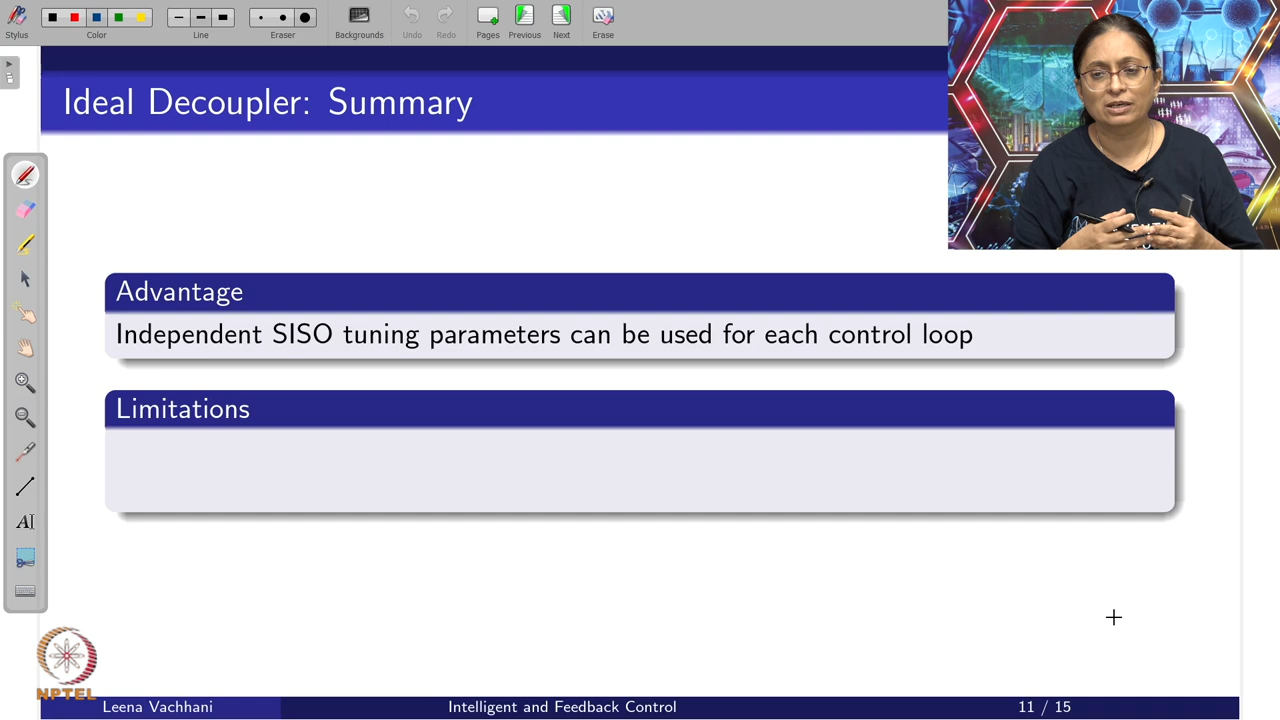 Stylus
Color
Line
Eraser
Backgrounds
Undo
Redo
Pages
Previous
Next
Erase
Ideal Decoupler: Summary
Advantage
Independent SISO tuning parameters can be used for each control loop
Limitations
NPTEL
Leena Vachhani
Intelligent and Feedback Control
11 / 15